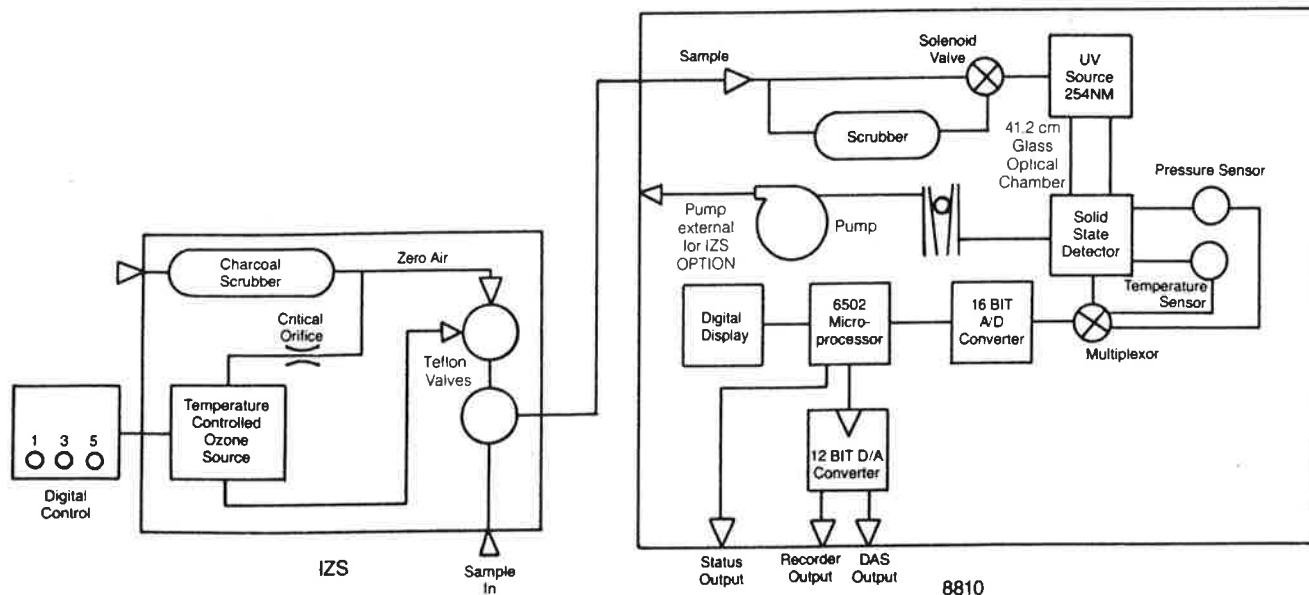 Sample
Solenoid
Valve
UV
Source
254NM
Scrubber
41.2 cm
Glass
Optical
Chamber
Pressure Sensor
Pump
external
for IZS
OPTION
Pump
Solid
State
Detector
Temperature
Sensor
Charcoal
Scrubber
Zero Air
Critical
Orifice
Teflon
Valves
Digital
Display
6502
Micro-
processor
16 BIT
A/D
Converter
Multiplexor
Temperature
Controlled
Ozone
Source
1 3 5
Digital
Control
12 BIT D/A
Converter
IZS
Sample
In
Status
Output
Recorder
Output
DAS
Output
8810